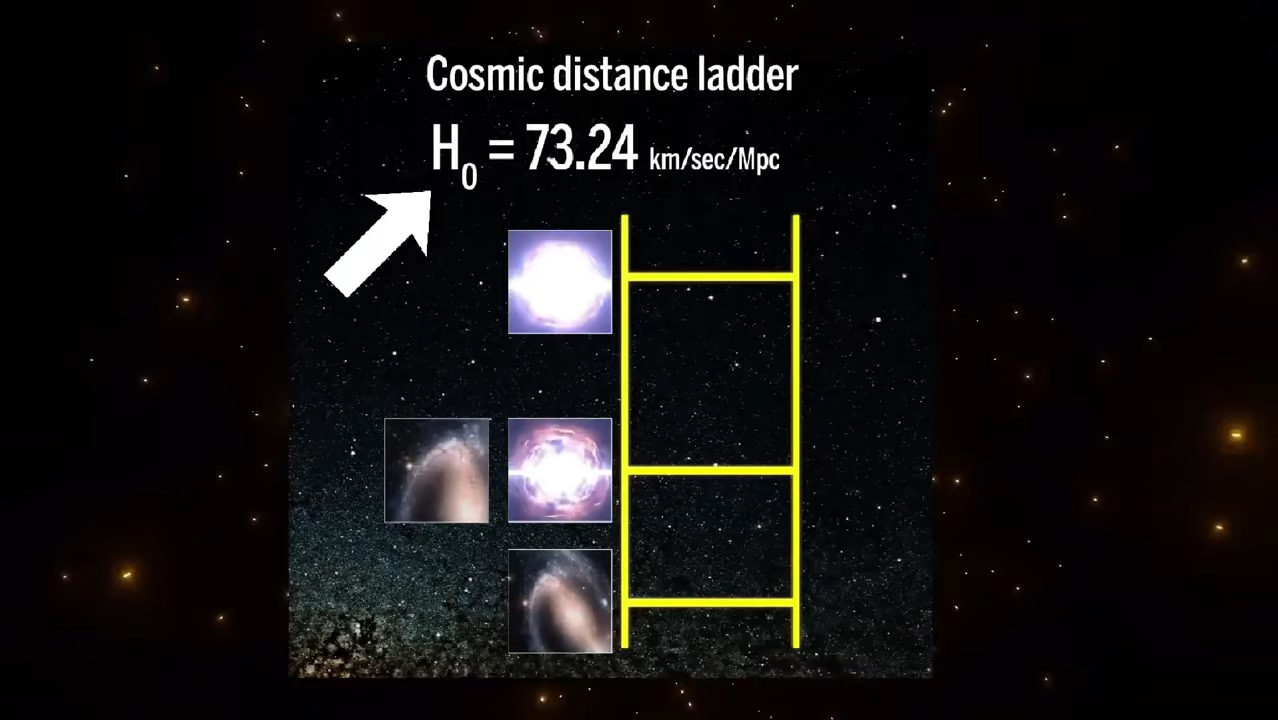 Cosmic distance ladder
H₀ = 73.24 km/sec/Mpc